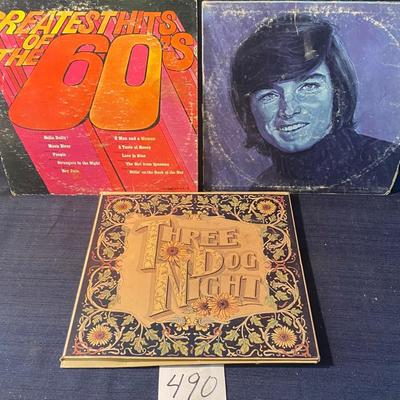 GREATEST HITS
OF
THE 60'S
Hello Dolly!
Moon River
People
Strangers In the Night
Hey Jude
A Man and a Woman
A Taste of Honey
Love Is Blue
The Girl from Ipanema
Sittin' on the Dock of the Bay
THREE
DOG
NIGHT
490